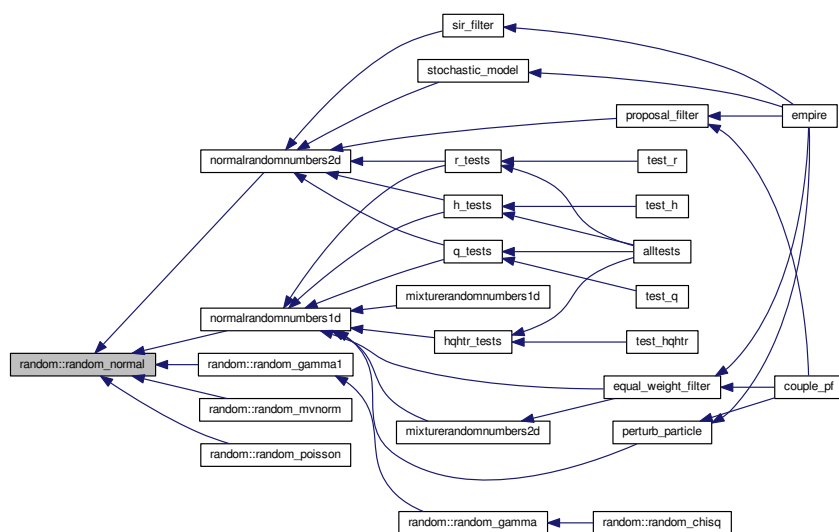 sir_filter
stochastic_model
proposal_filter
empire
normalrandomnumbers2d
r_tests
test_r
h_tests
test_h
q_tests
alltests
mixturerandomnumbers1d
test_q
normalrandomnumbers1d
hqhtr_tests
test_hqhtr
random::random_normal
random::random_gamma1
equal_weight_filter
couple_pf
random::random_mvnorm
mixturerandomnumbers2d
perturb_particle
random::random_poisson
random::random_gamma
random::random_chisq